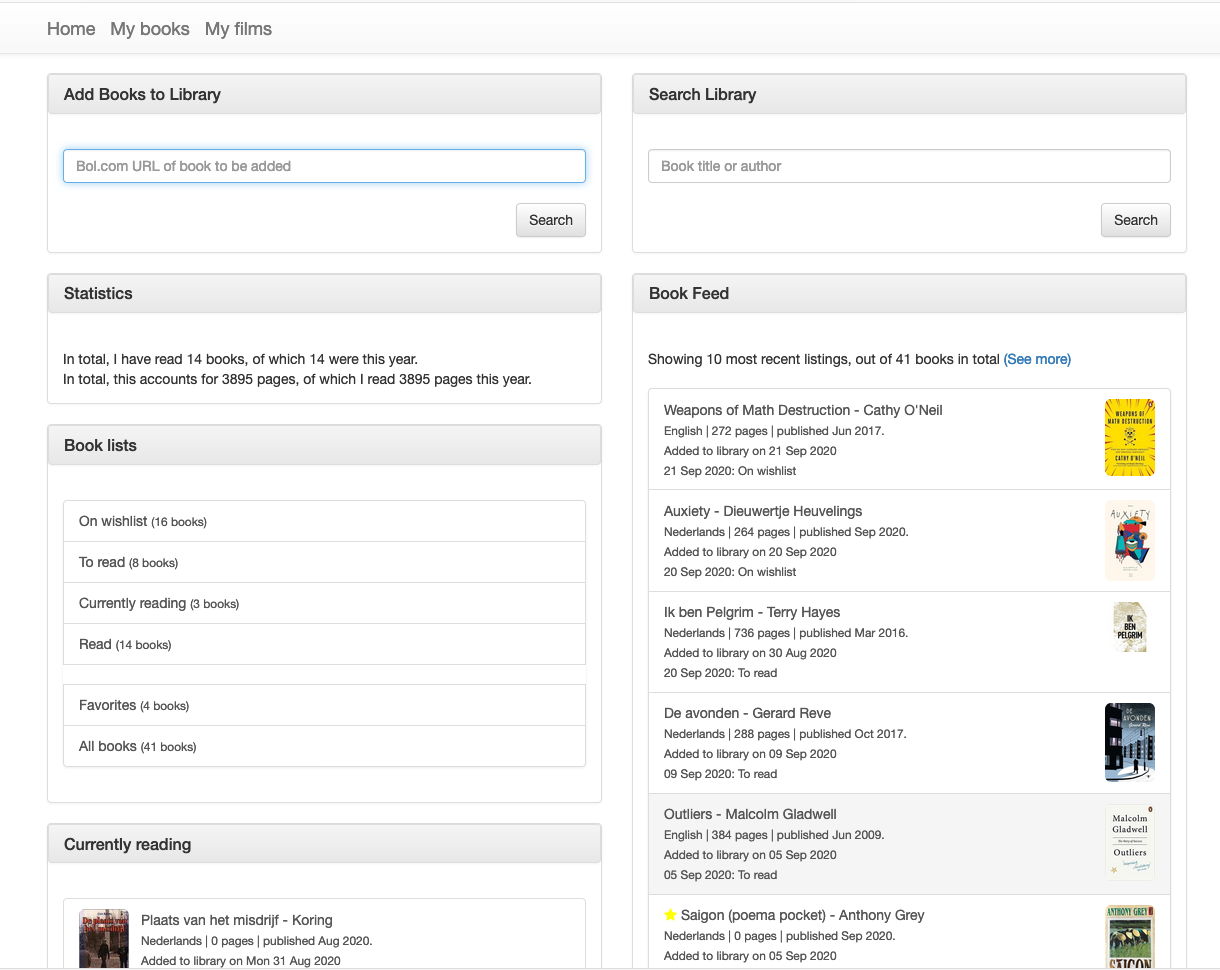 Home My books My films
Add Books to Library
Bol.com URL of book to be added
Search
Search Library
Book title or author
Search
Statistics
In total, I have read 14 books, of which 14 were this year.
In total, this accounts for 3895 pages, of which I read 3895 pages this year.
Book lists
On wishlist (16 books)
To read (8 books)
Currently reading (3 books)
Read (14 books)
Favorites (4 books)
All books (41 books)
Currently reading
Plaats van het misdrijf - Koring
Nederlands | 0 pages | published Aug 2020.
Added to library on Mon 31 Aug 2020
Book Feed
Showing 10 most recent listings, out of 41 books in total (See more)
Weapons of Math Destruction - Cathy O'Neil
English | 272 pages | published Jun 2017.
Added to library on 21 Sep 2020
21 Sep 2020: On wishlist
WEAPONS OF
MATH DESTRUCTION
CATHY O'NEIL
Auxiety - Dieuwertje Heuvelings
Nederlands | 264 pages | published Sep 2020.
Added to library on 20 Sep 2020
20 Sep 2020: On wishlist
AUXIETY
Ik ben Pelgrim - Terry Hayes
Nederlands | 736 pages | published Mar 2016.
Added to library on 30 Aug 2020
20 Sep 2020: To read
IK
BEN
PELGRIM
De avonden - Gerard Reve
Nederlands | 288 pages | published Oct 2017.
Added to library on 09 Sep 2020
09 Sep 2020: To read
DE
AVONDEN
Gerard Reve
Outliers - Malcolm Gladwell
English | 384 pages | published Jun 2009.
Added to library on 05 Sep 2020
05 Sep 2020: To read
Malcolm
Gladwell
Outliers
Saigon (poema pocket) - Anthony Grey
Nederlands | 0 pages | published Sep 2020.
Added to library on 05 Sep 2020
ANTHONY GREY
SAIGON